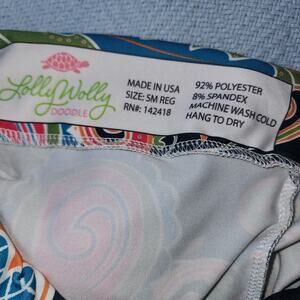 Lolly Wolly
DOODLE
MADE IN USA
SIZE: SM REG
RN#: 142418
92% POLYESTER
8% SPANDEX
MACHINE WASH COLD
HANG TO DRY